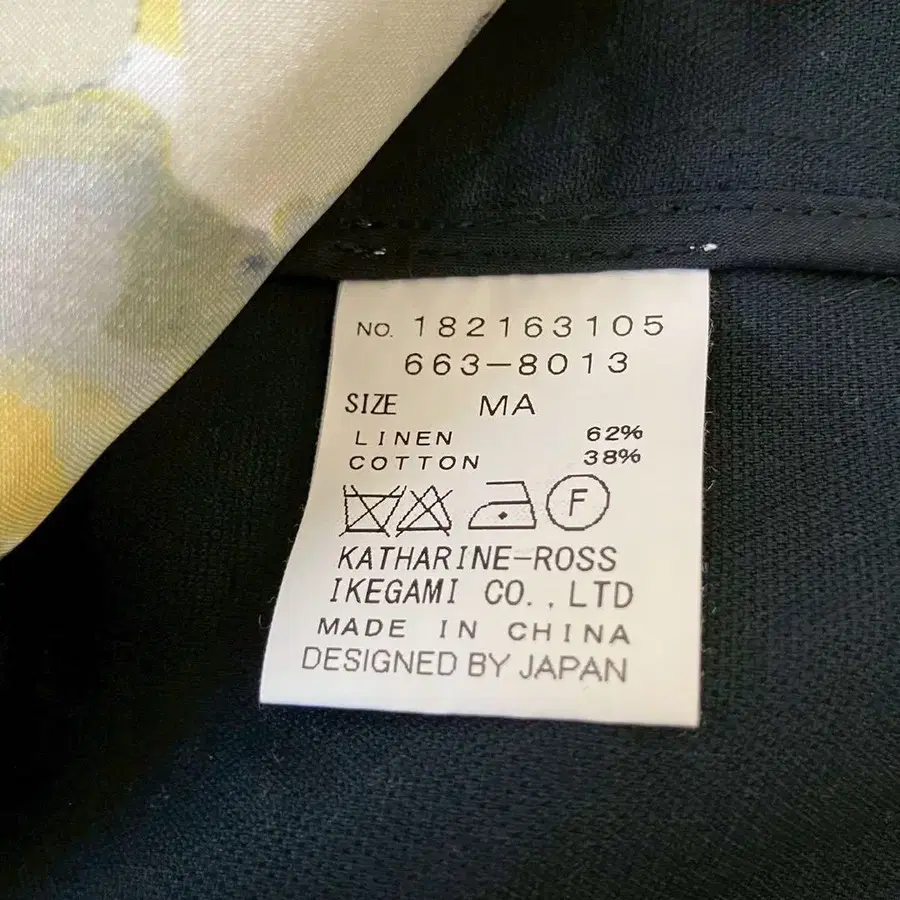 NO. 182163105
663-8013
SIZE MA
LINEN 62%
COTTON 38%
F
KATHARINE-ROSS
IKEGAMI CO.,LTD
MADE IN CHINA
DESIGNED BY JAPAN